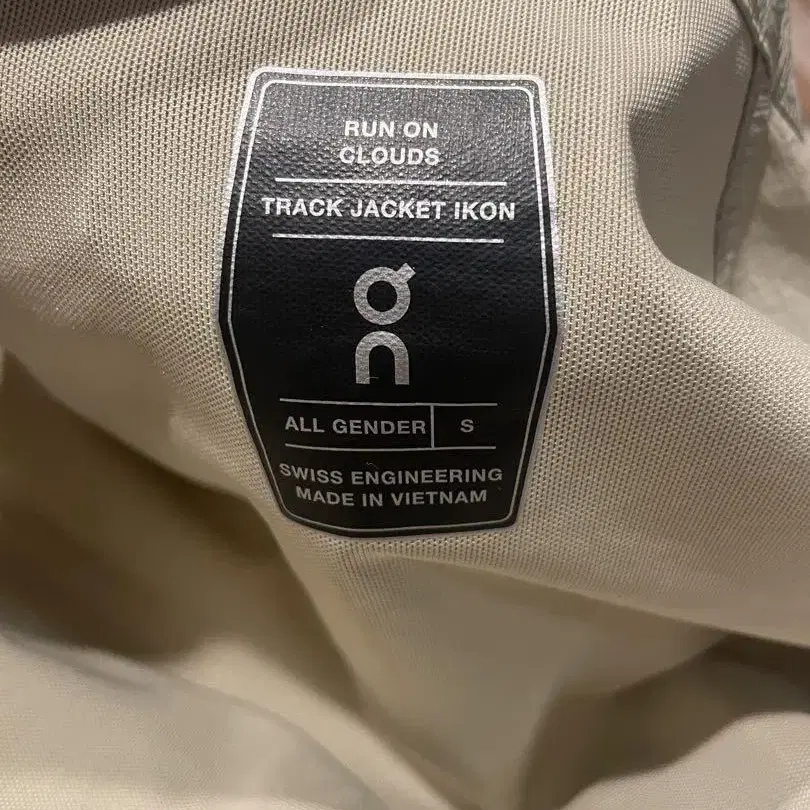 RUN ON
CLOUDS
TRACK JACKET IKON
On
ALL GENDER S
SWISS ENGINEERING
MADE IN VIETNAM